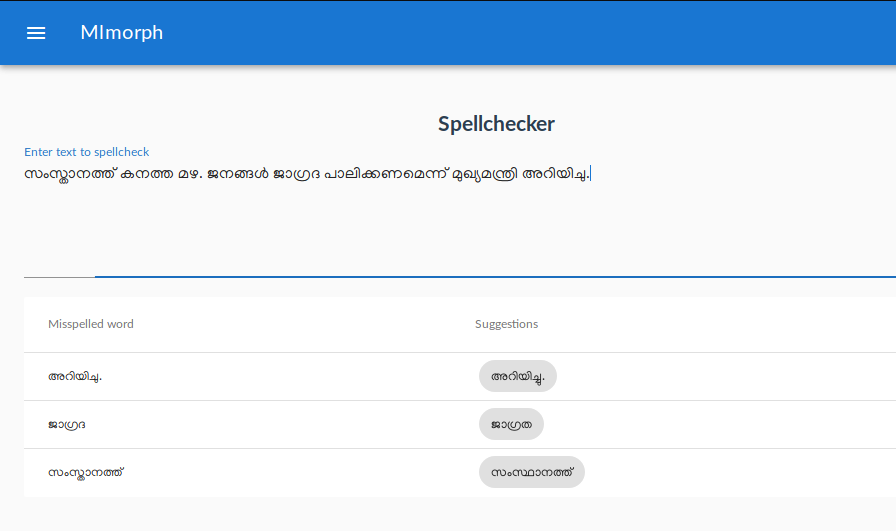 Mlmorph
Spellchecker
Enter text to spellcheck
സംസ്താനത്ത് കനത്ത മഴ. ജനങ്ങൾ ജാഗ്രദ പാലിക്കണമെന്ന് മുഖ്യമന്ത്രി അറിയിചു.
Misspelled word Suggestions
അറിയിചു. അറിയിച്ചു.
ജാഗ്രദ ജാഗ്രത
സംസ്താനത്ത് സംസ്ഥാനത്ത്